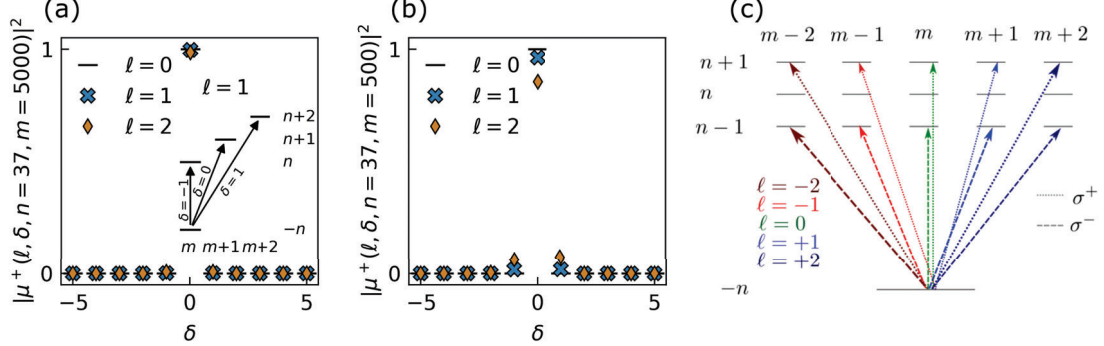 (a)
|μ⁺(ℓ, δ, n = 37, m = 5000)|²
1
0
ℓ = 0
ℓ = 1
ℓ = 2
ℓ = 1
n+2
n+1
n
δ=−1
δ=0
δ=1
−n
m m+1 m+2
−5 0 5
δ
(b)
|μ⁺(ℓ, δ, n = 37, m = 500)|²
1
0
ℓ = 0
ℓ = 1
ℓ = 2
−5 0 5
δ
(c)
m − 2 m − 1 m m + 1 m + 2
n + 1
n
n − 1
ℓ = −2
ℓ = −1
ℓ = 0
ℓ = +1
ℓ = +2
σ⁺
σ⁻
−n